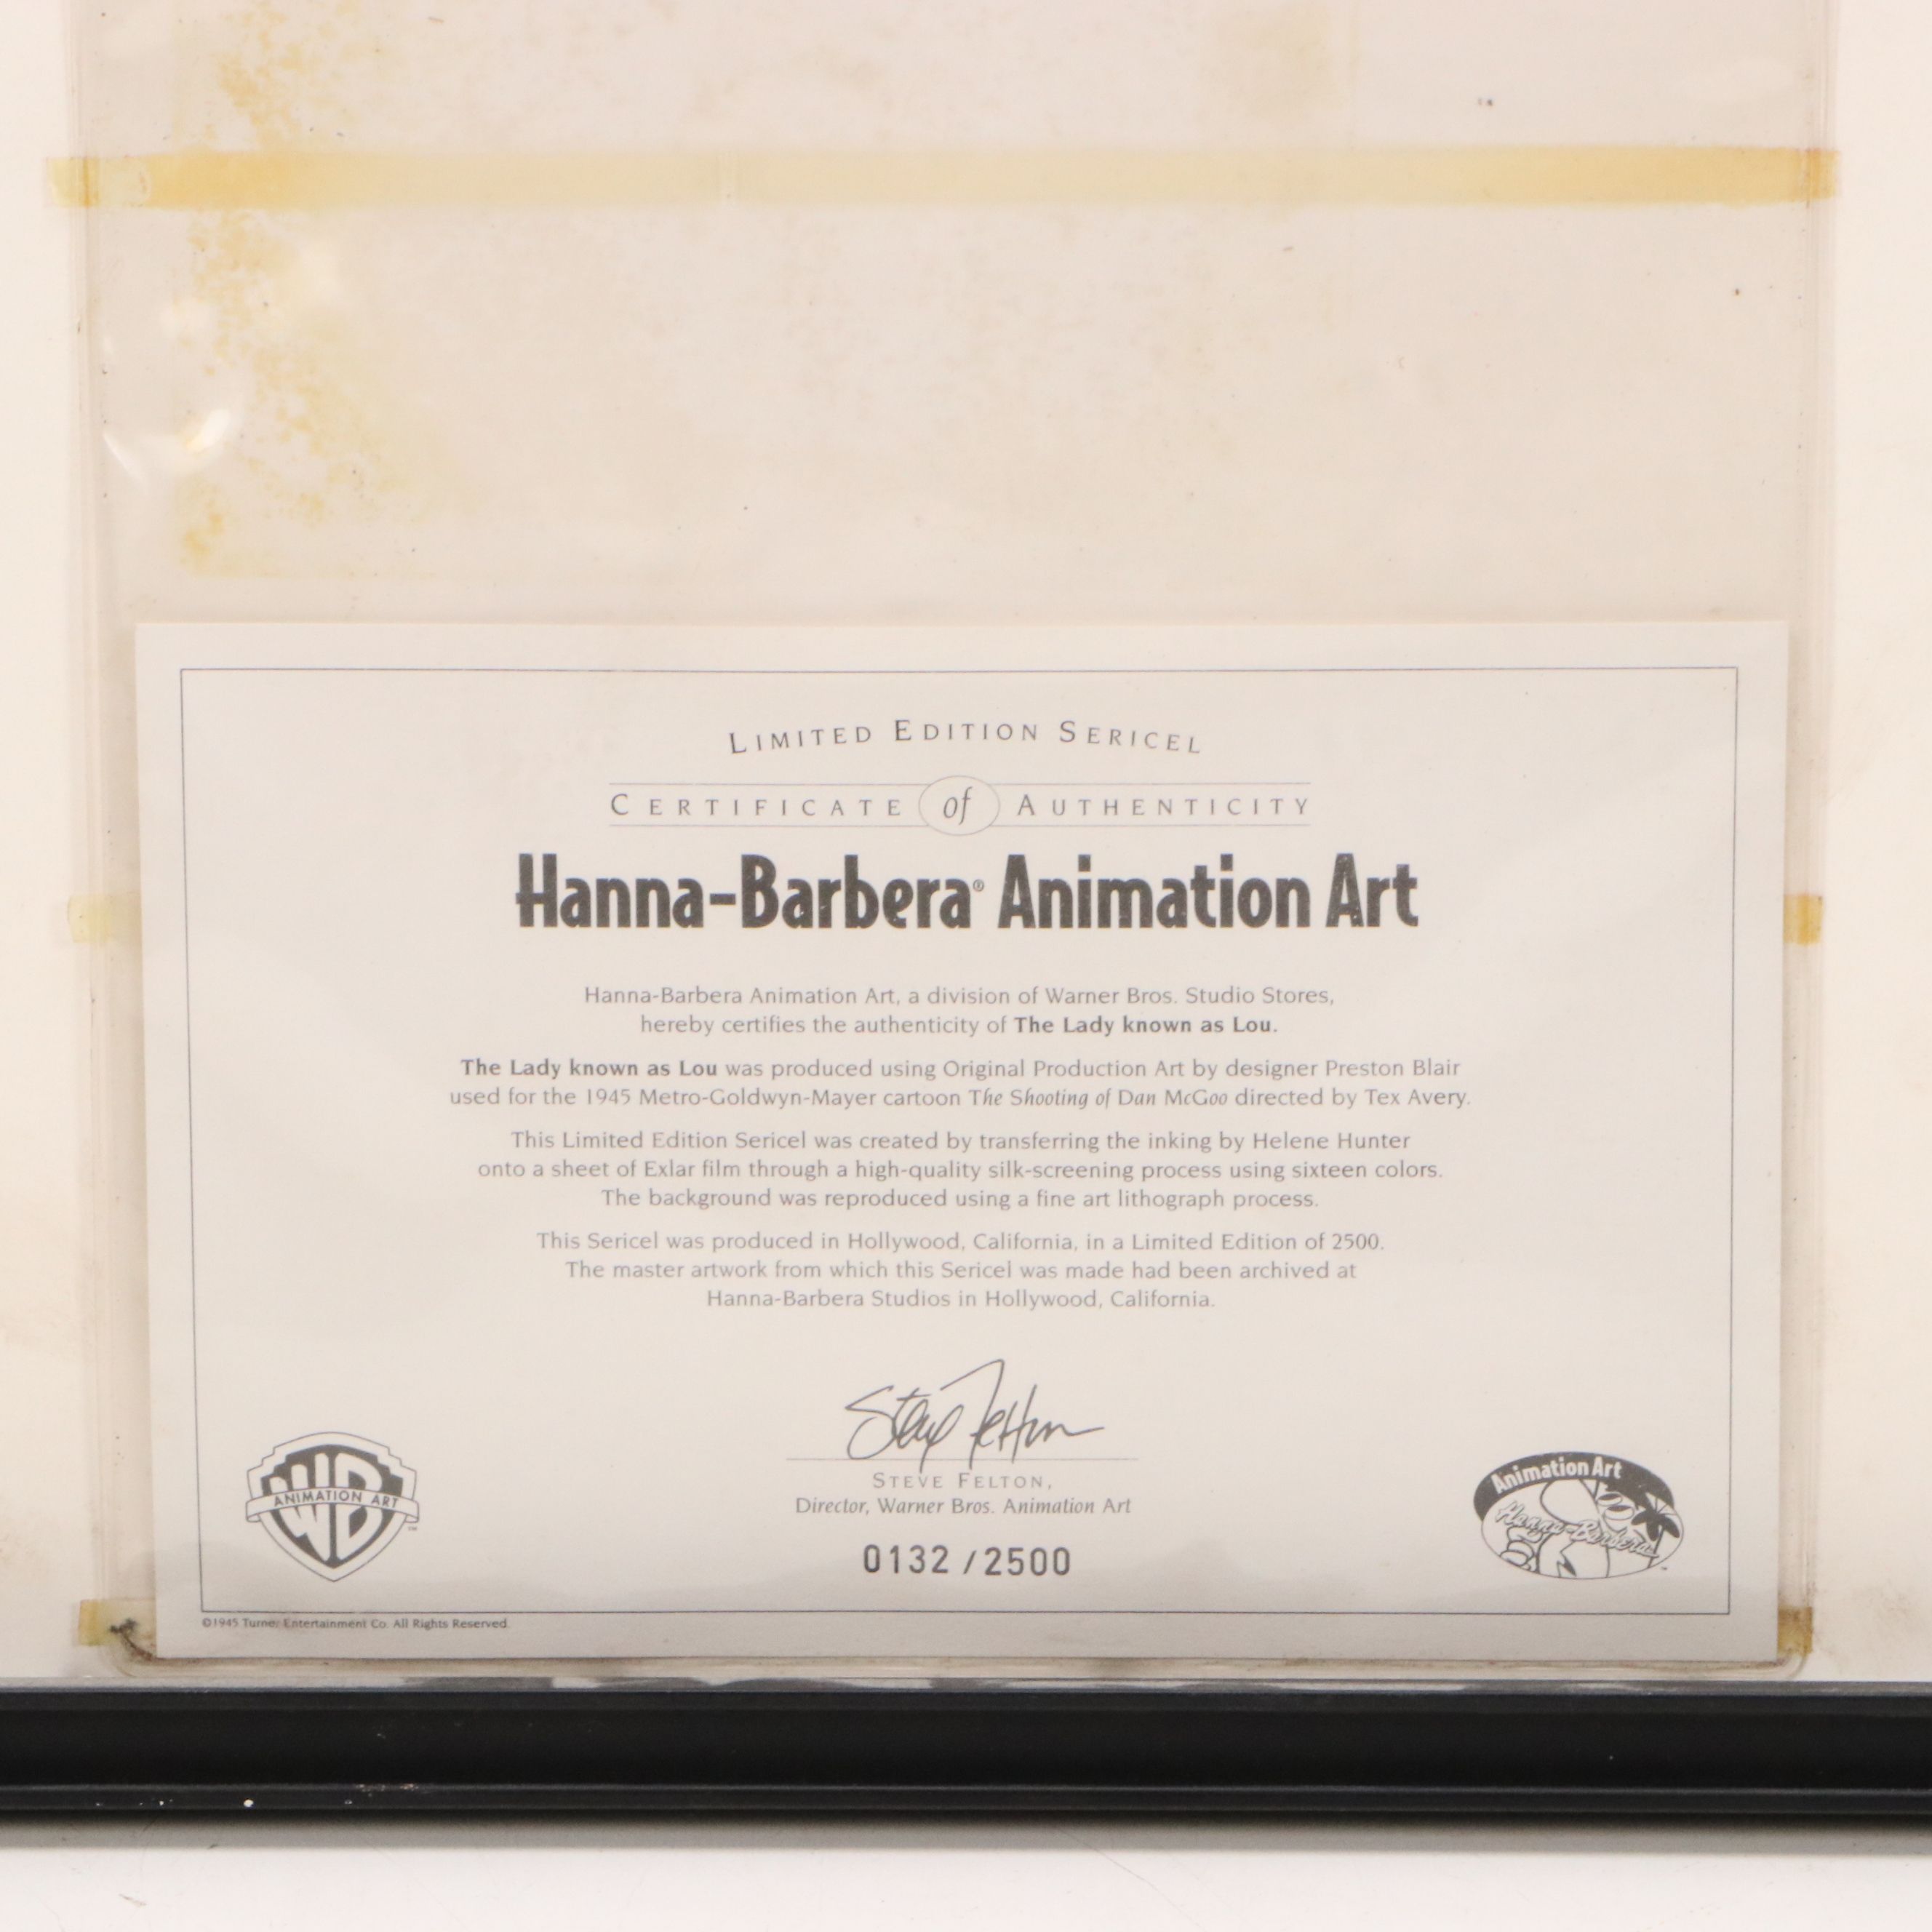 LIMITED EDITION SERICEL
CERTIFICATE of AUTHENTICITY
Hanna-Barbera® Animation Art
Hanna-Barbera Animation Art, a division of Warner Bros. Studio Stores,
hereby certifies the authenticity of The Lady known as Lou.
The Lady known as Lou was produced using Original Production Art by designer Preston Blair
used for the 1945 Metro-Goldwyn-Mayer cartoon The Shooting of Dan McGoo directed by Tex Avery.
This Limited Edition Sericel was created by transferring the inking by Helene Hunter
onto a sheet of Exlar film through a high-quality silk-screening process using sixteen colors.
The background was reproduced using a fine art lithograph process.
This Sericel was produced in Hollywood, California, in a Limited Edition of 2500.
The master artwork from which this Sericel was made had been archived at
Hanna-Barbera Studios in Hollywood, California.
Steve Felton
STEVE FELTON,
Director, Warner Bros. Animation Art
0132/2500
WB
ANIMATION ART
™
Animation Art
Hanna-Barbera
©1945 Turner Entertainment Co. All Rights Reserved.